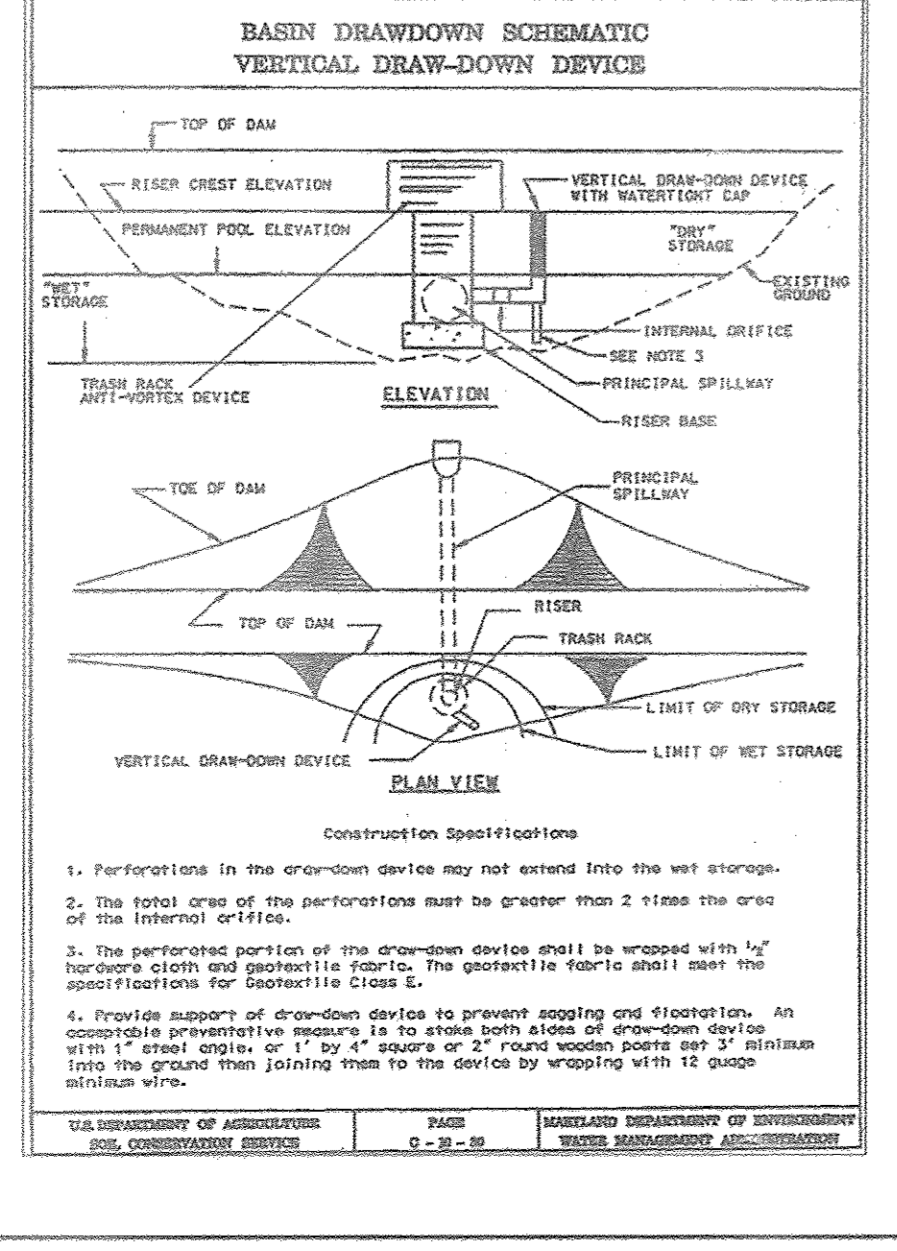 BASIN DRAWDOWN SCHEMATIC
VERTICAL DRAW-DOWN DEVICE
TOP OF DAM
RISER CREST ELEVATION
VERTICAL DRAW-DOWN DEVICE
WITH WATERTIGHT CAP
PERMANENT POOL ELEVATION
"DRY"
STORAGE
"WET"
STORAGE
EXISTING
GROUND
INTERNAL ORIFICE
SEE NOTE 3
TRASH RACK
ANTI-VORTEX DEVICE
ELEVATION
PRINCIPAL SPILLWAY
RISER BASE
TOE OF DAM
PRINCIPAL
SPILLWAY
RISER
TOP OF DAM
TRASH RACK
LIMIT OF DRY STORAGE
LIMIT OF WET STORAGE
VERTICAL DRAW-DOWN DEVICE
PLAN VIEW
Construction Specifications
1. Perforations in the draw-down device may not extend into the wet storage.
2. The total area of the perforations must be greater than 2 times the area
of the internal orifice.
3. The perforated portion of the draw-down device shall be wrapped with 1/2"
hardware cloth and geotextile fabric. The geotextile fabric shall meet the
specifications for Geotextile Class E.
4. Provide support of draw-down device to prevent sagging and floatation. An
acceptable preventative measure is to stake both sides of draw-down device
with 1" steel angle, or 1' by 4" square or 2" round wooden posts set 3' minimum
into the ground then joining them to the device by wrapping with 12 guage
minimum wire.
U.S. DEPARTMENT OF AGRICULTURE
SOIL CONSERVATION SERVICE
PAGE
MARYLAND DEPARTMENT OF ENVIRONMENT
WATER MANAGEMENT ADMINISTRATION